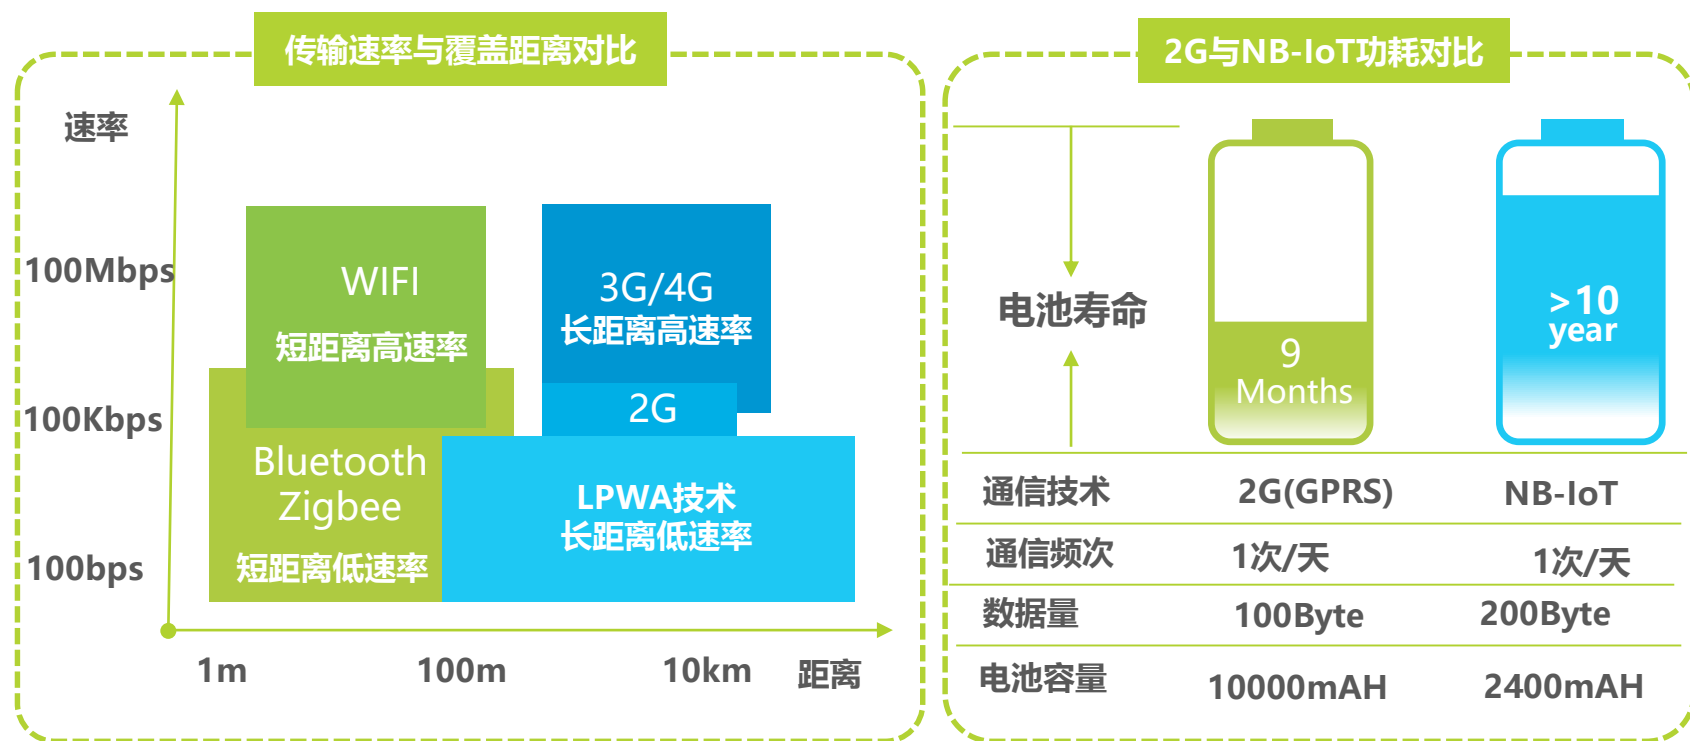 传输速率与覆盖距离对比
速率
100Mbps
100Kbps
100bps
WIFI
短距离高速率
3G/4G
长距离高速率
2G
Bluetooth
Zigbee
短距离低速率
LPWA技术
长距离低速率
1m
100m
10km
距离
2G与NB-IoT功耗对比
电池寿命
9
Months
>10
year
通信技术 2G(GPRS) NB-IoT
通信频次 1次/天 1次/天
数据量 100Byte 200Byte
电池容量 10000mAH 2400mAH